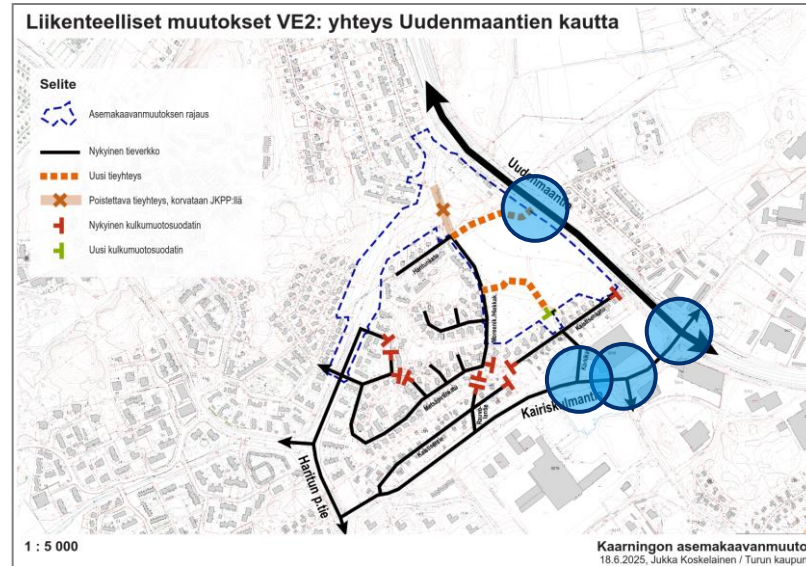 Liikenteelliset muutokset VE2: yhteys Uudenmaantien kautta
Selite
Asemakaavanmuutoksen rajaus
Nykyinen tieverkko
Uusi tieyhteys
Poistettava tieyhteys, korvataan JKPP:llä
Nykyinen kulkumuotosuodatin
Uusi kulkumuotosuodatin
Uudenmaantie
Kairiskulmantie
Haritun p.tie
1 : 5 000
Kaarningon asemakaavanmuuto
18.6.2025, Jukka Koskelainen / Turun kaupun